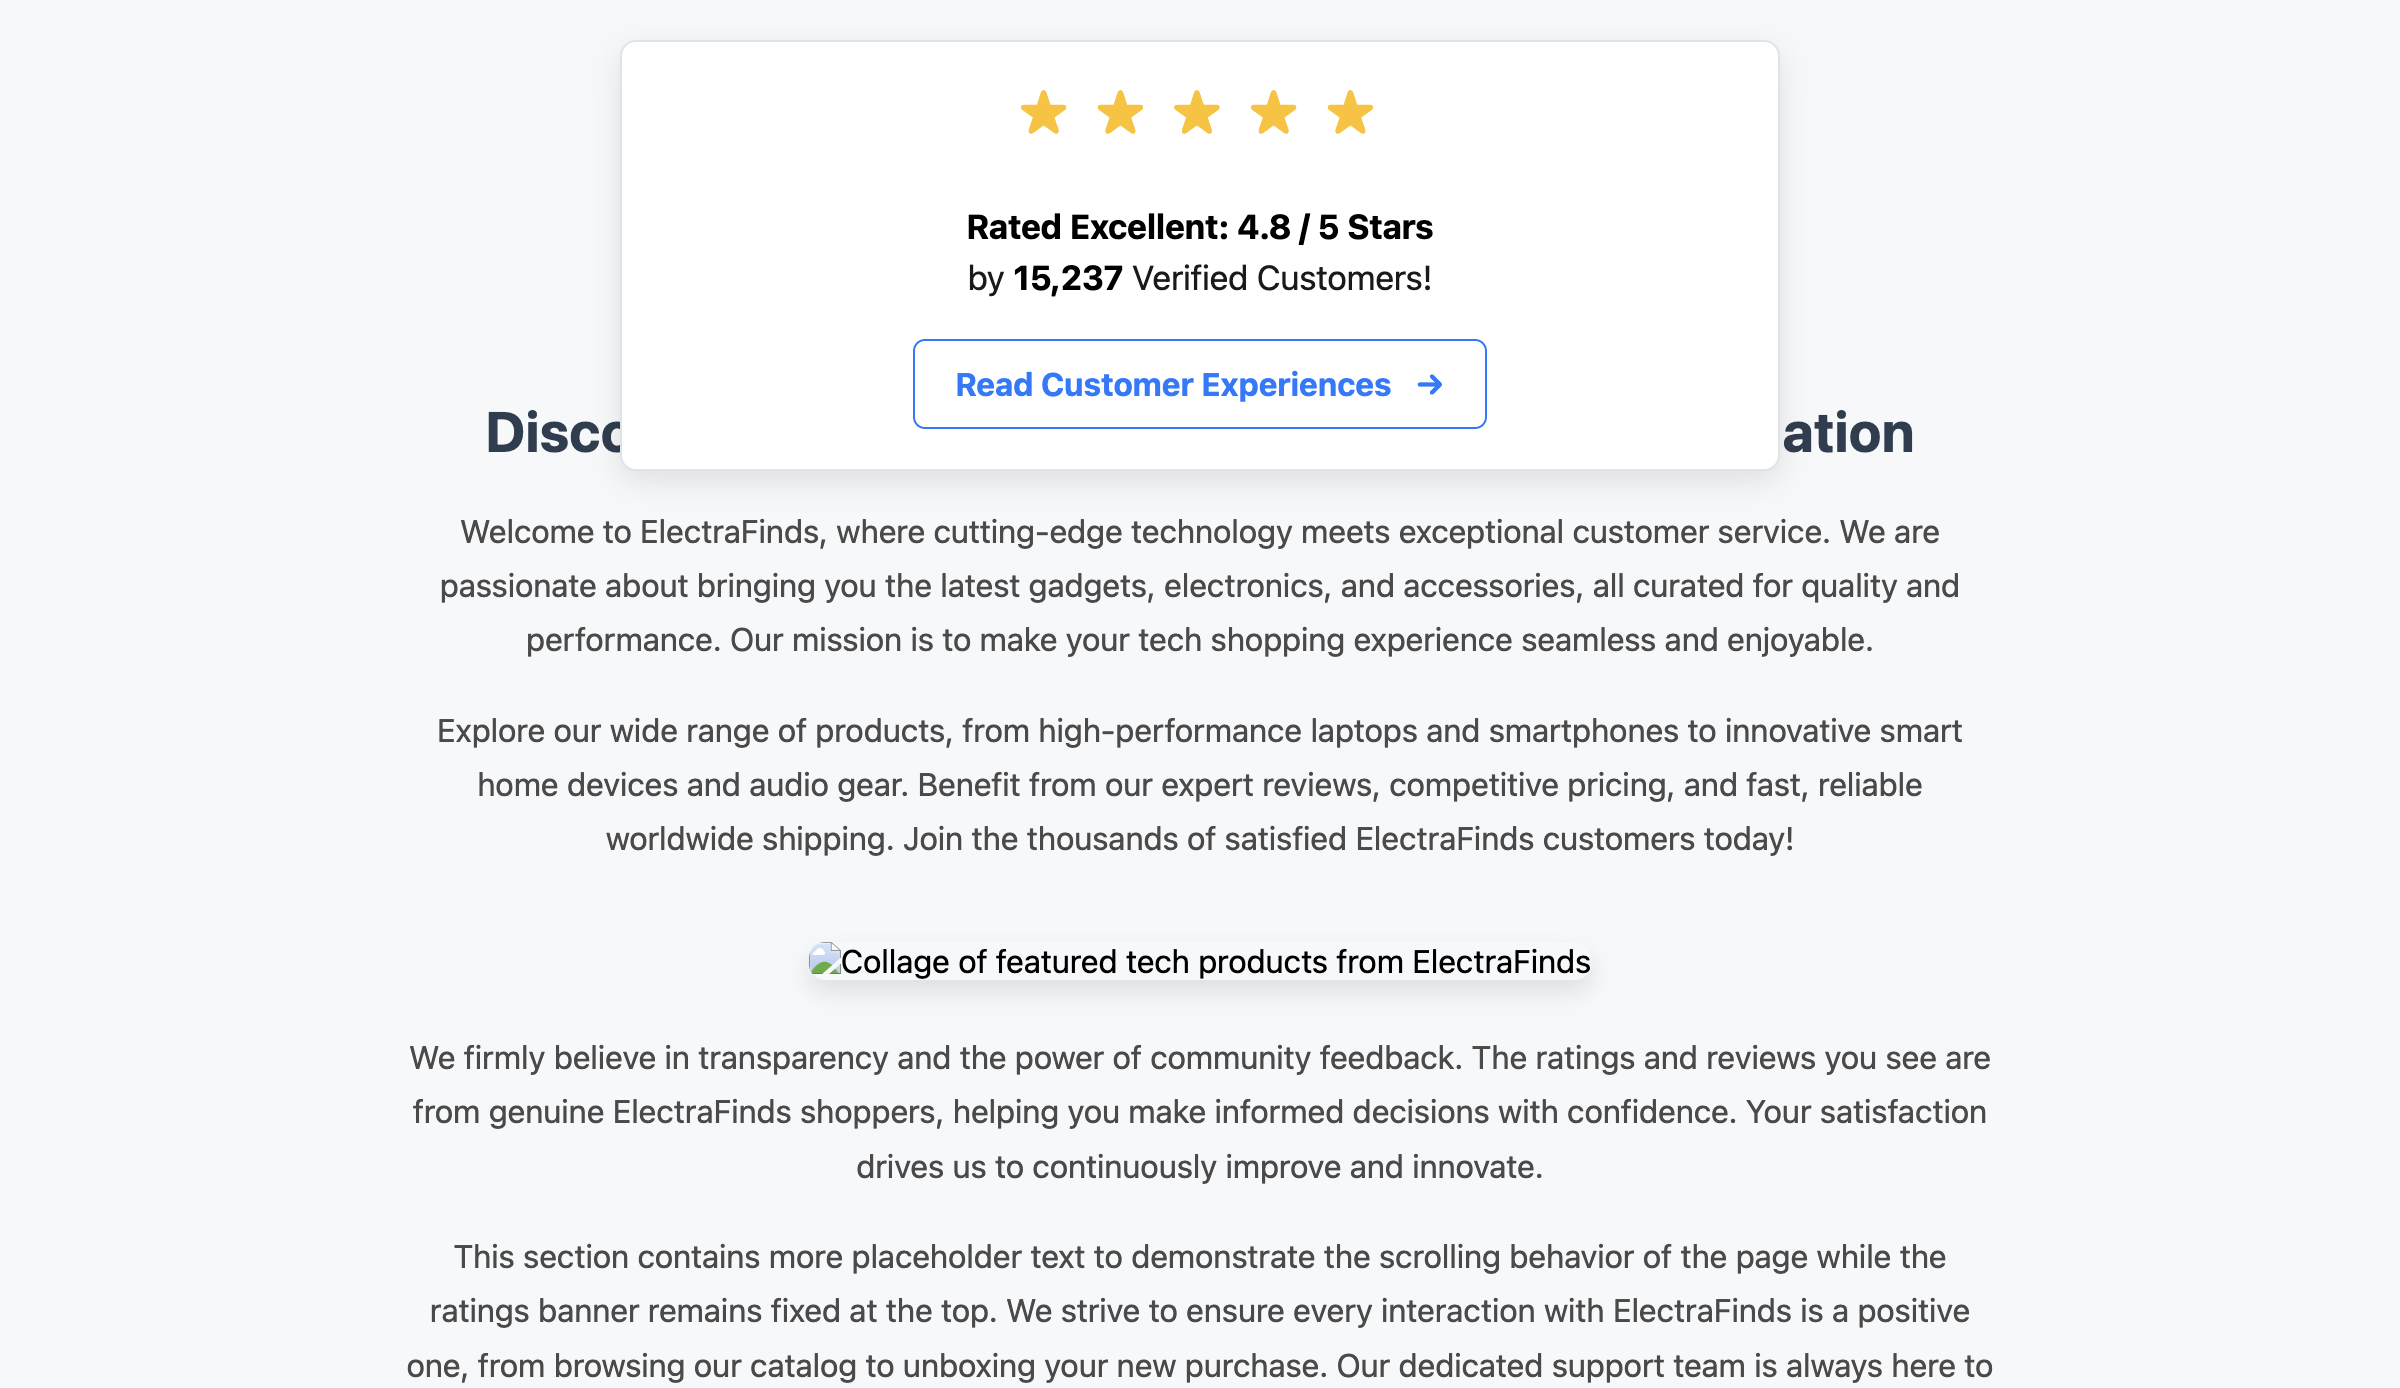 Rated Excellent: 4.8 / 5 Stars
by 15,237 Verified Customers!
Read Customer Experiences →
Welcome to ElectraFinds, where cutting-edge technology meets exceptional customer service. We are
passionate about bringing you the latest gadgets, electronics, and accessories, all curated for quality and
performance. Our mission is to make your tech shopping experience seamless and enjoyable.
Explore our wide range of products, from high-performance laptops and smartphones to innovative smart
home devices and audio gear. Benefit from our expert reviews, competitive pricing, and fast, reliable
worldwide shipping. Join the thousands of satisfied ElectraFinds customers today!
Collage of featured tech products from ElectraFinds
We firmly believe in transparency and the power of community feedback. The ratings and reviews you see are
from genuine ElectraFinds shoppers, helping you make informed decisions with confidence. Your satisfaction
drives us to continuously improve and innovate.
This section contains more placeholder text to demonstrate the scrolling behavior of the page while the
ratings banner remains fixed at the top. We strive to ensure every interaction with ElectraFinds is a positive
one, from browsing our catalog to unboxing your new purchase. Our dedicated support team is always here to